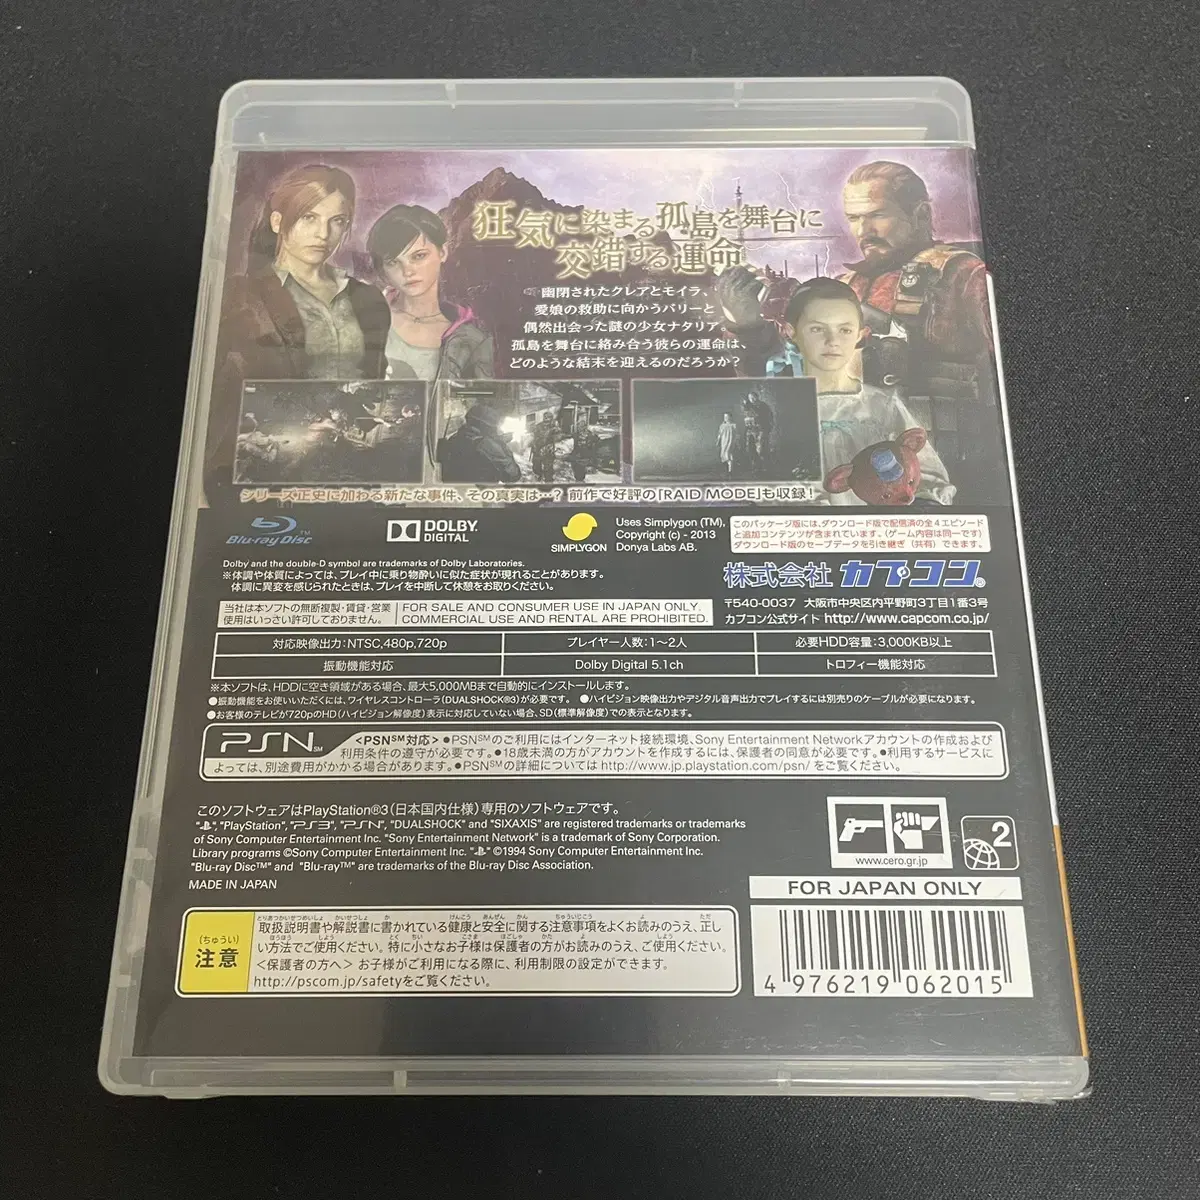 狂気に染まる孤島を舞台に
交錯する運命
幽閉されたクレアとモイラ、
愛娘の救助に向かうバリーと
偶然出会った謎の少女ナタリア。
孤島を舞台に絡み合う彼らの運命は、
どのような結末を迎えるのだろうか?
シリーズ正史に加わる新たな事件、その真実は…? 前作で好評の「RAID MODE」も収録!
Blu-ray Disc™
DOLBY
DIGITAL
SIMPLYGON
Uses Simplygon (TM),
Copyright (c) - 2013
Donya Labs AB.
このパッケージ版には、ダウンロード版で配信済の全4エピソード
と追加コンテンツが含まれています。(ゲーム内容は同一です)
ダウンロード版のセーブデータを引き継ぎ(共有)できます。
Dolby and the double-D symbol are trademarks of Dolby Laboratories.
※体調や体質によっては、プレイ中に乗り物酔いに似た症状が現れることがあります。
体調に異変を感じられたときは、プレイを中断して休憩をお取りください。
株式会社カプコン®
〒540-0037 大阪市中央区内平野町3丁目1番3号
カプコン公式サイト http://www.capcom.co.jp/
当社は本ソフトの無断複製・賃貸・営業
使用はいっさい許可しておりません。
FOR SALE AND CONSUMER USE IN JAPAN ONLY.
COMMERCIAL USE AND RENTAL ARE PROHIBITED.
対応映像出力:NTSC,480p,720p
プレイヤー人数:1〜2人
必要HDD容量:3,000KB以上
振動機能対応
Dolby Digital 5.1ch
トロフィー機能対応
※本ソフトは、HDDに空き領域がある場合、最大5,000MBまで自動的にインストールします。
●振動機能をお使いいただくには、ワイヤレスコントローラ(DUALSHOCK®3)が必要です。 ●ハイビジョン映像出力やデジタル音声出力でプレイするには別売りのケーブルが必要になります。
●お客様のテレビが720pのHD(ハイビジョン解像度)表示に対応していない場合、SD(標準解像度)での表示となります。
PSN℠
<PSN℠対応> ●PSN℠のご利用にはインターネット接続環境、Sony Entertainment Networkアカウントの作成および
利用条件の遵守が必要です。●18歳未満の方がアカウントを作成するには、保護者の同意が必要です。●利用するサービスに
よっては、別途費用がかかる場合があります。●PSN℠の詳細については http://www.jp.playstation.com/psn/ をご覧ください。
このソフトウェアはPlayStation®3(日本国内仕様)専用のソフトウェアです。
" ", "PlayStation", "PS3", "PSN", "DUALSHOCK" and "SIXAXIS" are registered trademarks or trademarks
of Sony Computer Entertainment Inc. "Sony Entertainment Network" is a trademark of Sony Corporation.
Library programs ©Sony Computer Entertainment Inc. " " ©1994 Sony Computer Entertainment Inc.
"Blu-ray Disc™" and "Blu-ray™" are trademarks of the Blu-ray Disc Association.
MADE IN JAPAN
www.cero.gr.jp
2
FOR JAPAN ONLY
(ちゅうい)
注意
取扱説明書や解説書に書かれている健康と安全に関する注意事項をよくお読みのうえ、正し
い方法でご使用ください。特に小さなお子様は保護者の方がお読みのうえ、ご使用ください。
<保護者の方へ> お子様がご利用になる際に、利用制限の設定ができます。
http://pscom.jp/safetyをご覧ください。
4 976219 062015